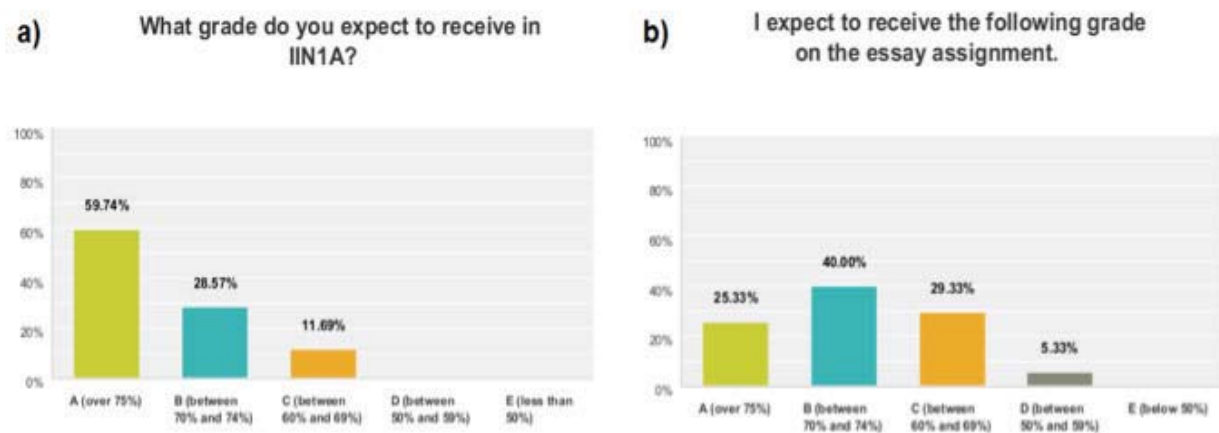 a)
What grade do you expect to receive in
IIN1A?
100%
80%
60%
40%
20%
0%
59.74%
28.57%
11.69%
A (over 75%)
B (between
70% and 74%)
C (between
60% and 69%)
D (between
50% and 59%)
E (less than
50%)
b)
I expect to receive the following grade
on the essay assignment.
100%
80%
60%
40%
20%
0%
25.33%
40.00%
29.33%
5.33%
A (over 75%)
B (between
70% and 74%)
C (between
60% and 69%)
D (between
50% and 59%)
E (below 50%)